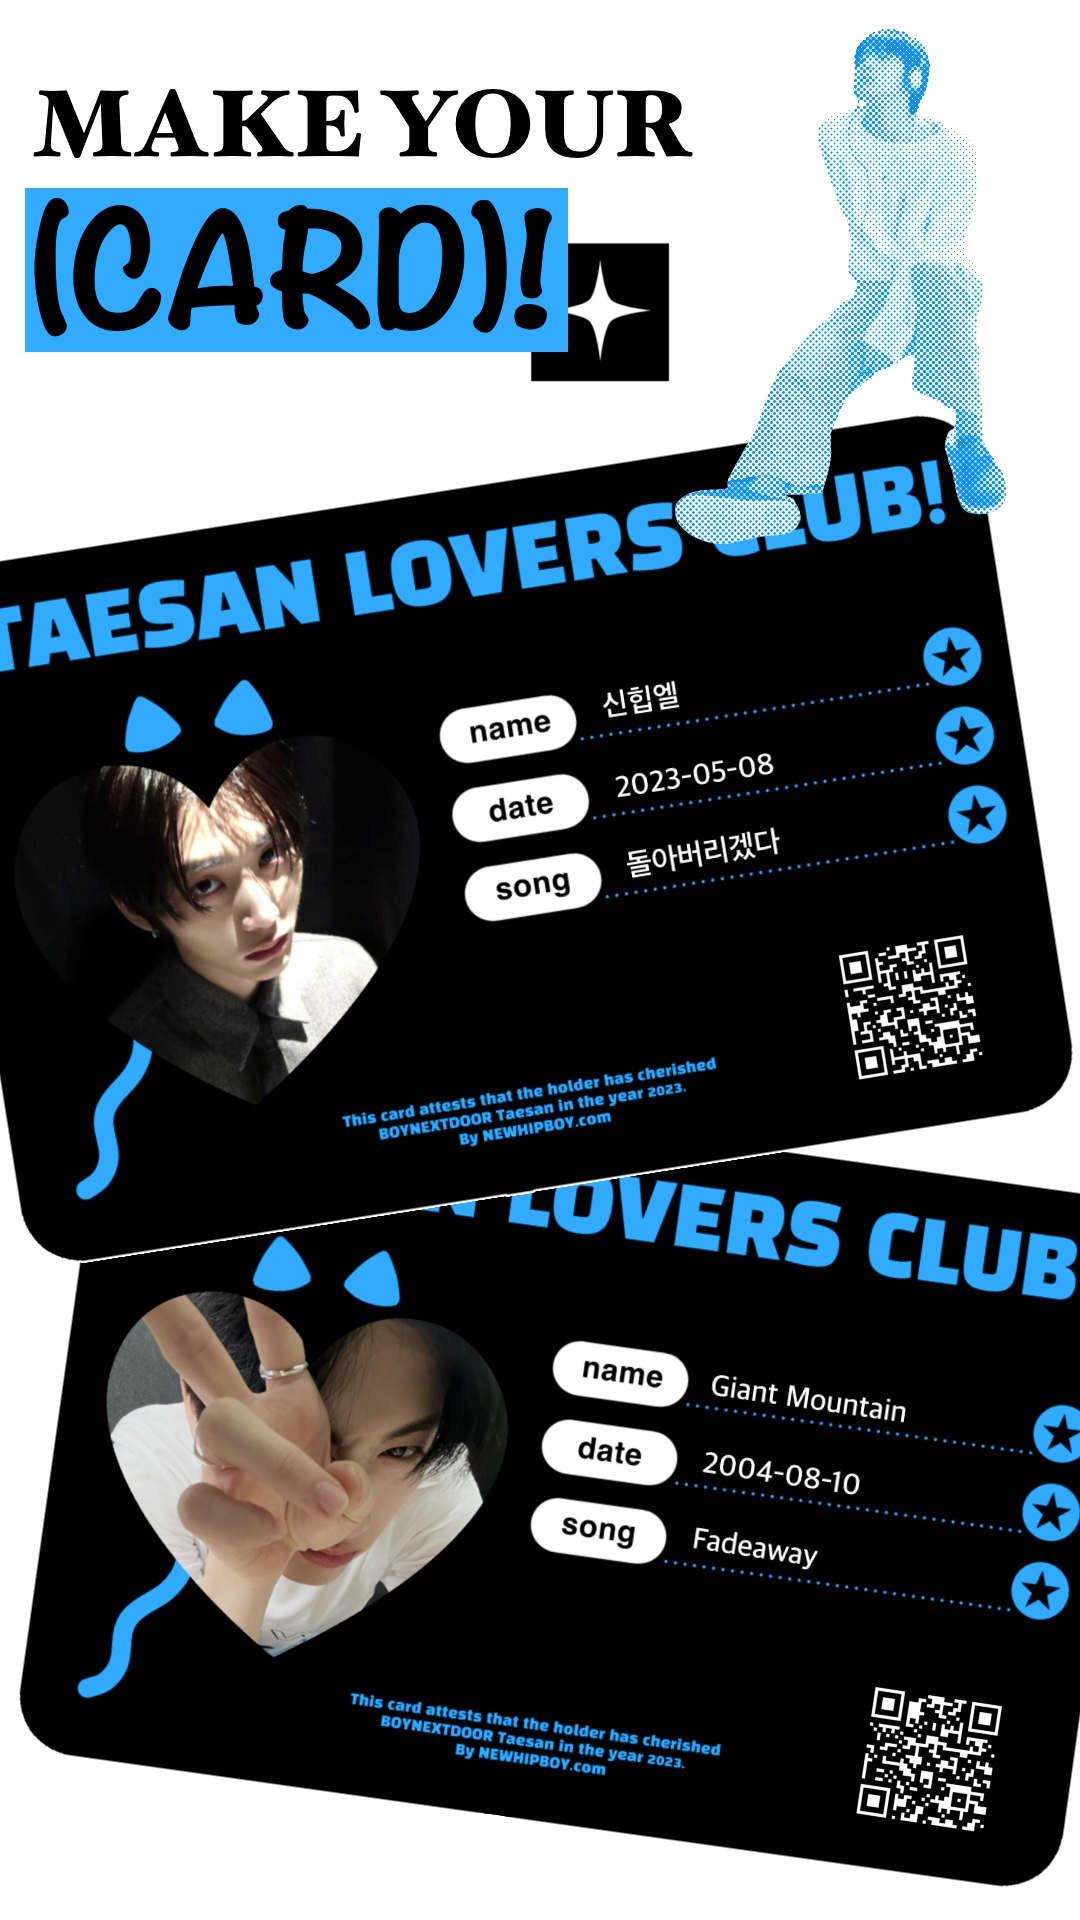 MAKE YOUR
(CARD)!
TAESAN LOVERS CLUB!
name 신힙엘
date 2023-05-08
song 돌아버리겠다
This card attests that the holder has cherished
BOYNEXTDOOR Taesan in the year 2023.
By NEWHIPBOY.com
LOVERS CLUB
name Giant Mountain
date 2004-08-10
song Fadeaway
This card attests that the holder has cherished
BOYNEXTDOOR Taesan in the year 2023.
By NEWHIPBOY.com